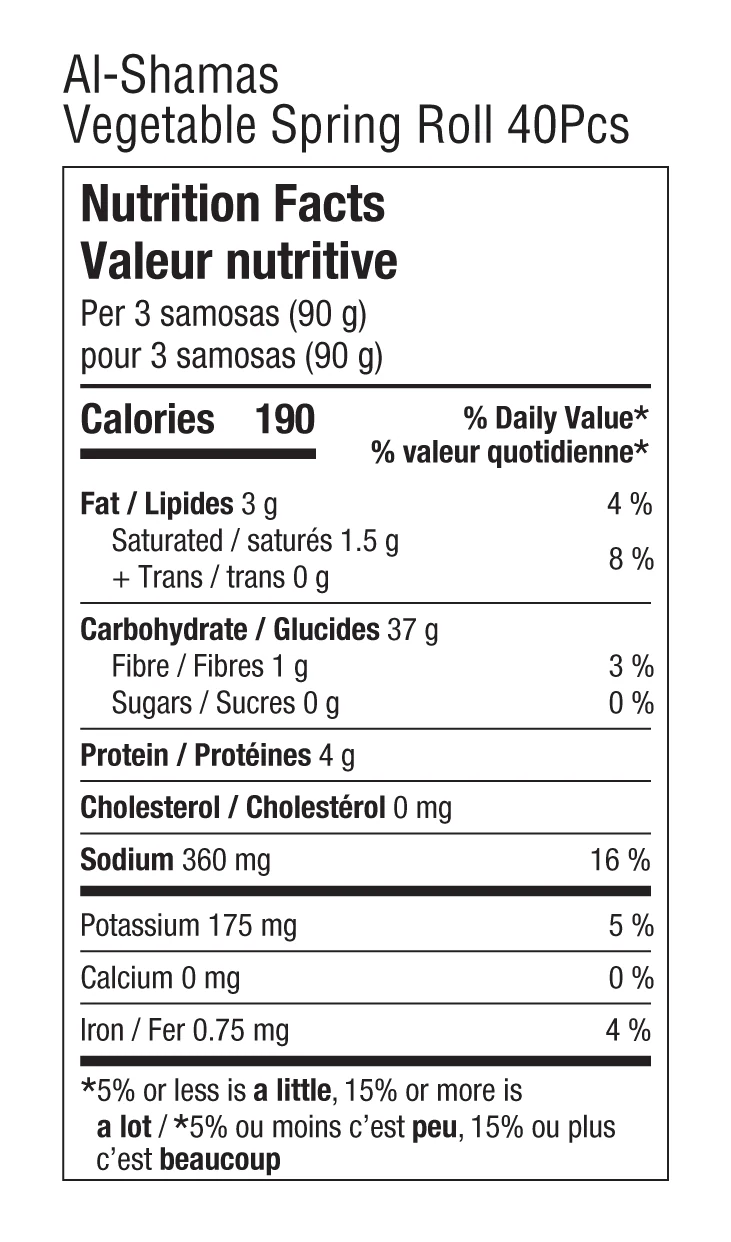 Al-Shamas
Vegetable Spring Roll 40Pcs
Nutrition Facts
Valeur nutritive
Per 3 samosas (90 g)
pour 3 samosas (90 g)
Calories 190
% Daily Value*
% valeur quotidienne*
Fat / Lipides 3 g 4 %
Saturated / saturés 1.5 g
+ Trans / trans 0 g
8 %
Carbohydrate / Glucides 37 g
Fibre / Fibres 1 g 3 %
Sugars / Sucres 0 g 0 %
Protein / Protéines 4 g
Cholesterol / Cholestérol 0 mg
Sodium 360 mg 16 %
Potassium 175 mg 5 %
Calcium 0 mg 0 %
Iron / Fer 0.75 mg 4 %
*5% or less is a little, 15% or more is
a lot / *5% ou moins c’est peu, 15% ou plus
c’est beaucoup